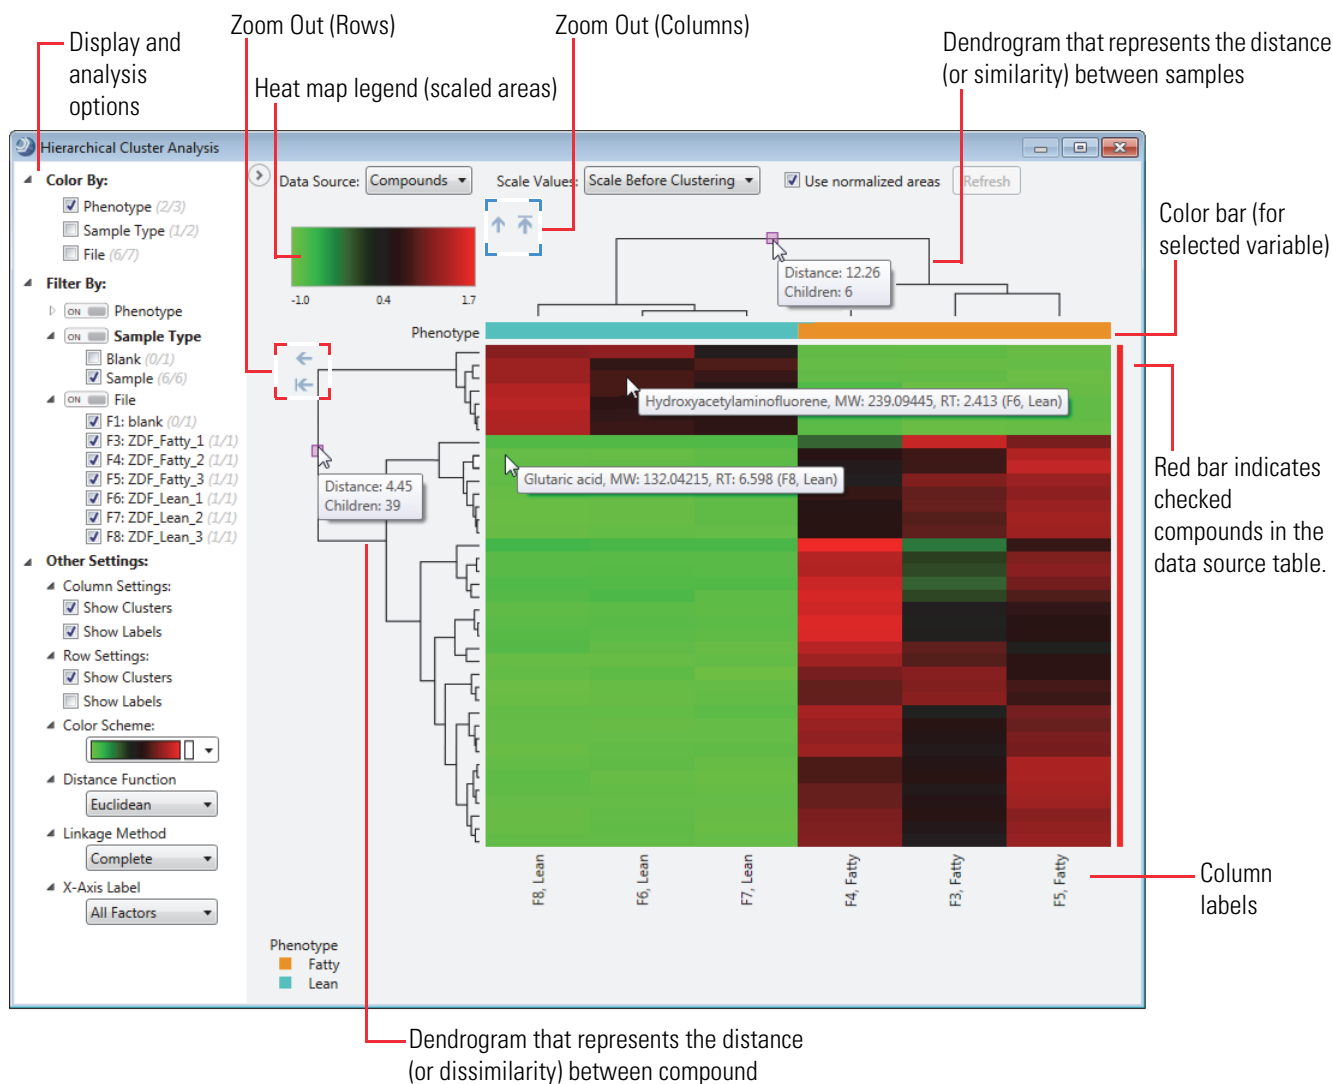 Zoom Out (Rows)
Zoom Out (Columns)
Display and
analysis
options
Heat map legend (scaled areas)
Dendrogram that represents the distance
(or similarity) between samples
Hierarchical Cluster Analysis
Color By:
Phenotype (2/3)
Sample Type (1/2)
File (6/7)
Filter By:
Phenotype
ON
Sample Type
ON
Blank (0/1)
Sample (6/6)
ON
File
F1: blank (0/1)
F3: ZDF_Fatty_1 (1/1)
F4: ZDF_Fatty_2 (1/1)
F5: ZDF_Fatty_3 (1/1)
F6: ZDF_Lean_1 (1/1)
F7: ZDF_Lean_2 (1/1)
F8: ZDF_Lean_3 (1/1)
Other Settings:
Column Settings:
Show Clusters
Show Labels
Row Settings:
Show Clusters
Show Labels
Color Scheme:
Distance Function
Euclidean
Linkage Method
Complete
X-Axis Label
All Factors
Data Source: Compounds
Scale Values: Scale Before Clustering
Use normalized areas
Refresh
-1.0 0.4 1.7
Distance: 12.26
Children: 6
Phenotype
Hydroxyacetylaminofluorene, MW: 239.09445, RT: 2.413 (F6, Lean)
Glutaric acid, MW: 132.04215, RT: 6.598 (F8, Lean)
Distance: 4.45
Children: 39
F8, Lean
F6, Lean
F7, Lean
F4, Fatty
F3, Fatty
F5, Fatty
Phenotype
Fatty
Lean
Color bar (for
selected variable)
Red bar indicates
checked
compounds in the
data source table.
Column
labels
Dendrogram that represents the distance
(or dissimilarity) between compound